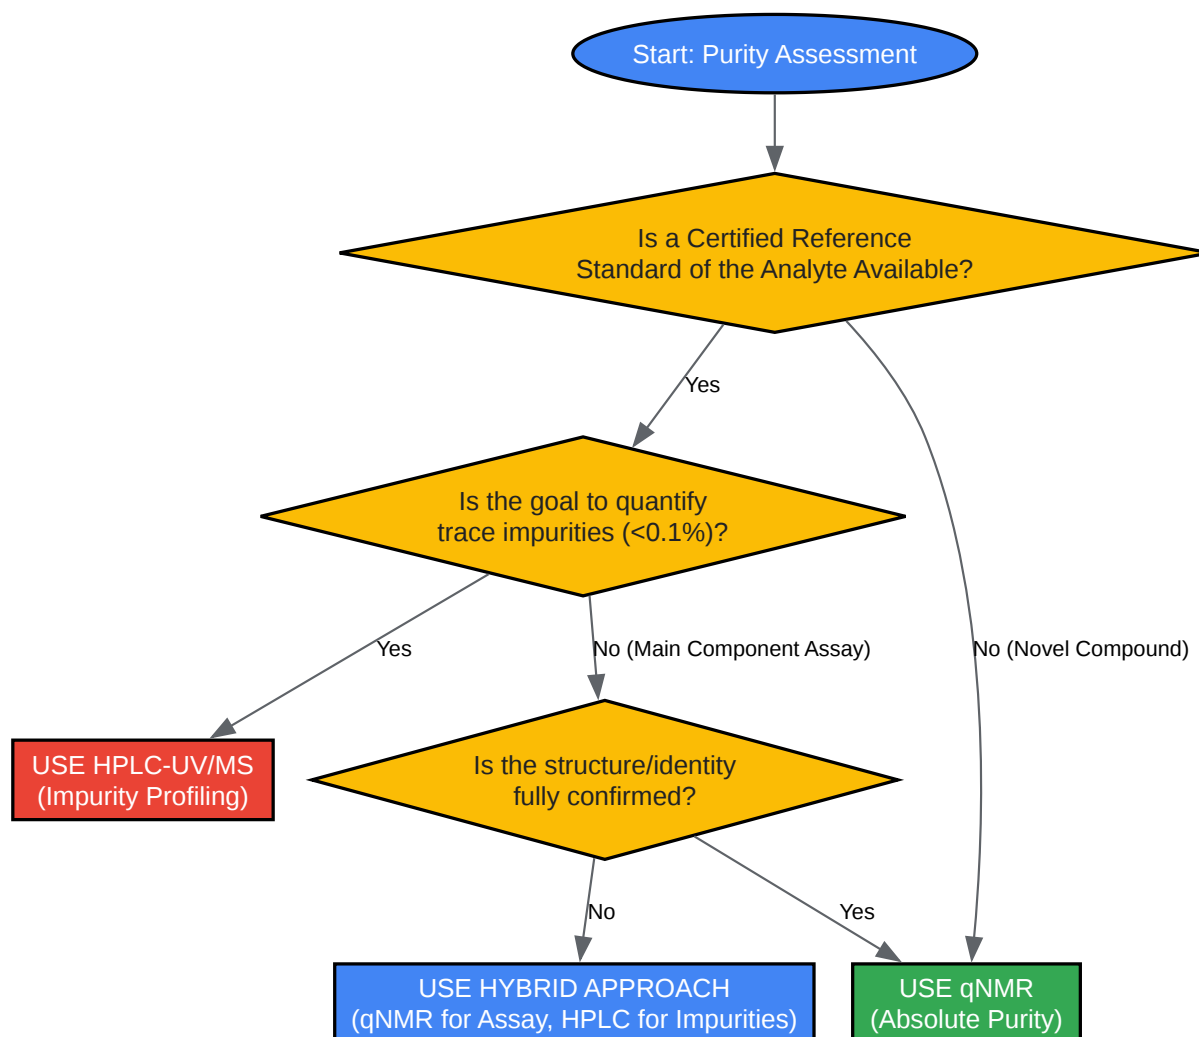 Start: Purity Assessment
Is a Certified Reference
Standard of the Analyte Available?
Yes
Is the goal to quantify
trace impurities (<0.1%)?
Yes
No (Main Component Assay)
No (Novel Compound)
USE HPLC-UV/MS
(Impurity Profiling)
Is the structure/identity
fully confirmed?
No
Yes
USE HYBRID APPROACH
(qNMR for Assay, HPLC for Impurities)
USE qNMR
(Absolute Purity)